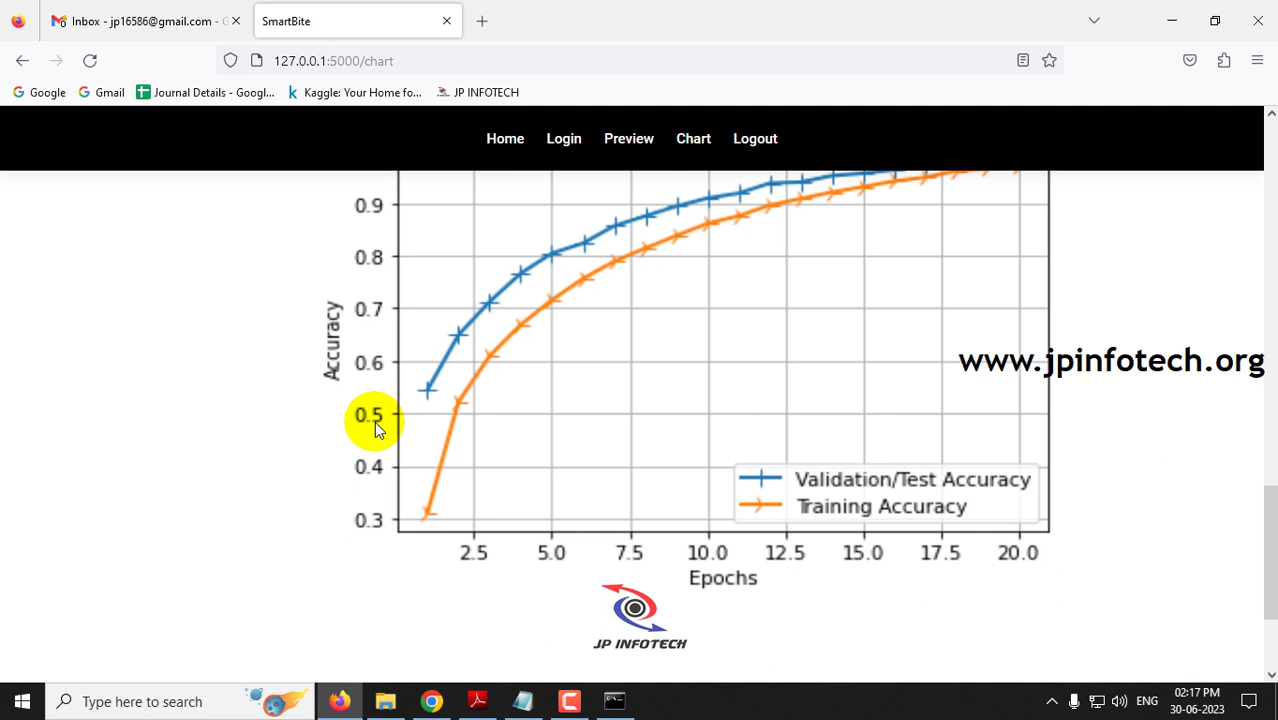 Inbox - jp16586@gmail.com - G
SmartBite
127.0.0.1:5000/chart
Google
Gmail
Journal Details - Googl...
Kaggle: Your Home fo...
JP INFOTECH
Home Login Preview Chart Logout
0.9
0.8
0.7
0.6
0.5
0.4
0.3
Accuracy
www.jpinfotech.org
Validation/Test Accuracy
Training Accuracy
2.5 5.0 7.5 10.0 12.5 15.0 17.5 20.0
Epochs
JP INFOTECH
Type here to search
ENG
02:17 PM
30-06-2023